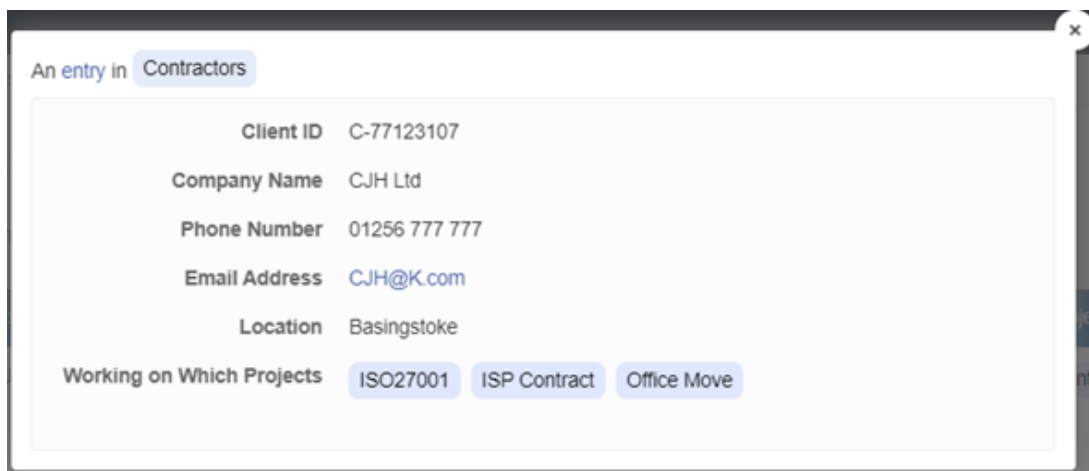 ×
An entry in Contractors
Client ID C-77123107
Company Name CJH Ltd
Phone Number 01256 777 777
Email Address CJH@K.com
Location Basingstoke
Working on Which Projects ISO27001 ISP Contract Office Move